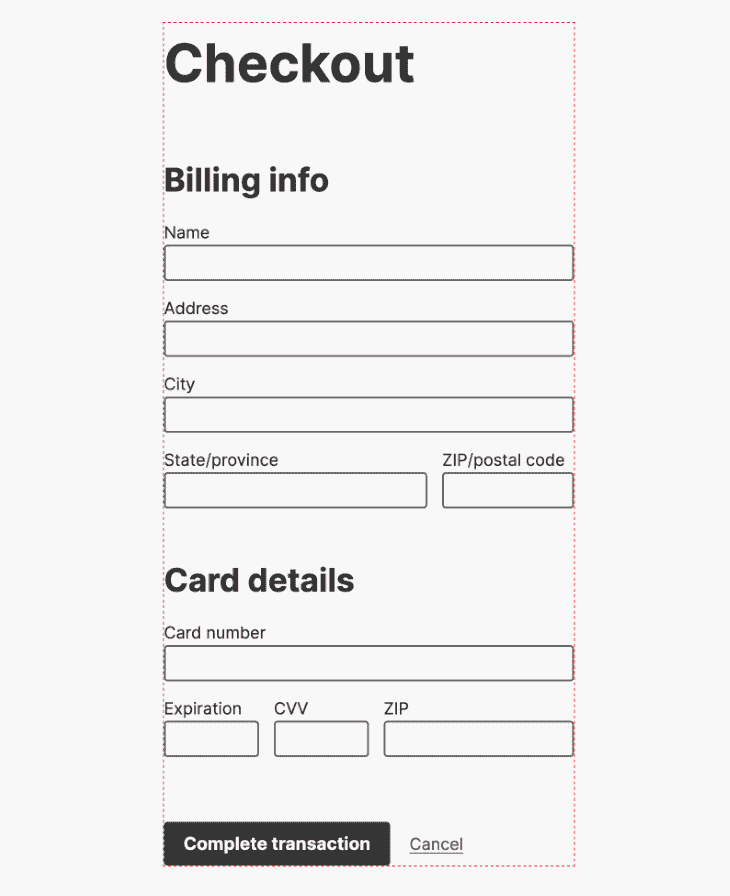 Checkout
Billing info
Name
Address
City
State/province ZIP/postal code
Card details
Card number
Expiration CVV ZIP
Complete transaction Cancel